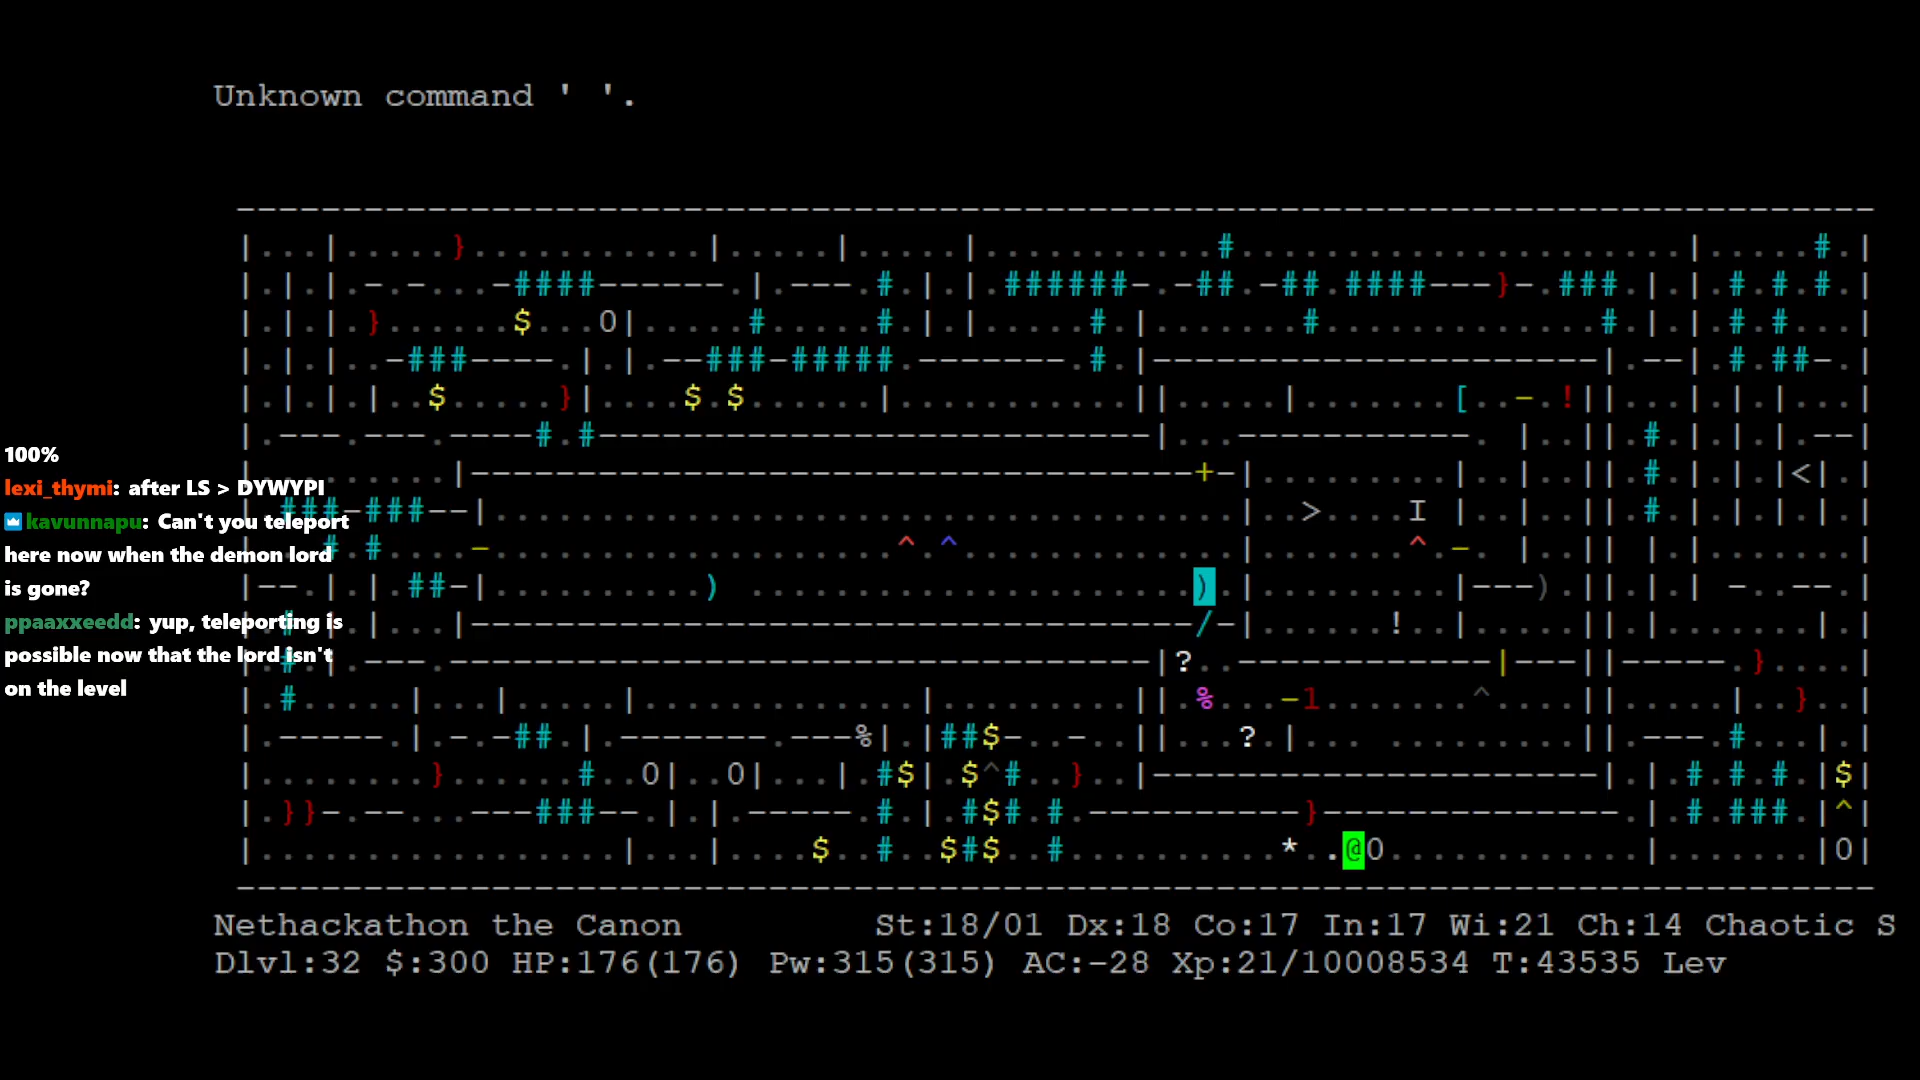 Unknown command ' '.
100%
lexi_thymi: after LS > DYWYPI
kavunnapu: Can't you teleport
here now when the demon lord
is gone?
ppaaxxeedd: yup, teleporting is
possible now that the lord isn't
on the level
Nethackathon the Canon St:18/01 Dx:18 Co:17 In:17 Wi:21 Ch:14 Chaotic S
Dlvl:32 $:300 HP:176(176) Pw:315(315) AC:-28 Xp:21/10008534 T:43535 Lev